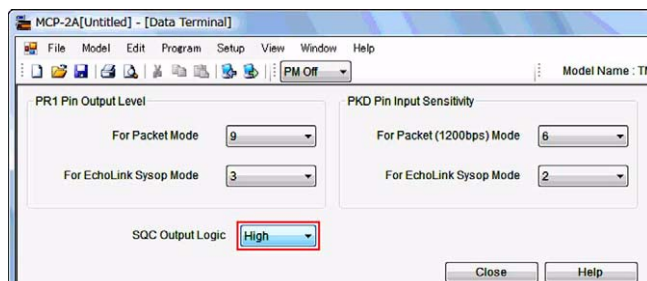 MCP-2A[Untitled] - [Data Terminal]
File Model Edit Program Setup View Window Help
PM Off
Model Name : TM
PR1 Pin Output Level
For Packet Mode 9
For EchoLink Sysop Mode 3
PKD Pin Input Sensitivity
For Packet (1200bps) Mode 6
For EchoLink Sysop Mode 2
SQC Output Logic High
Close Help